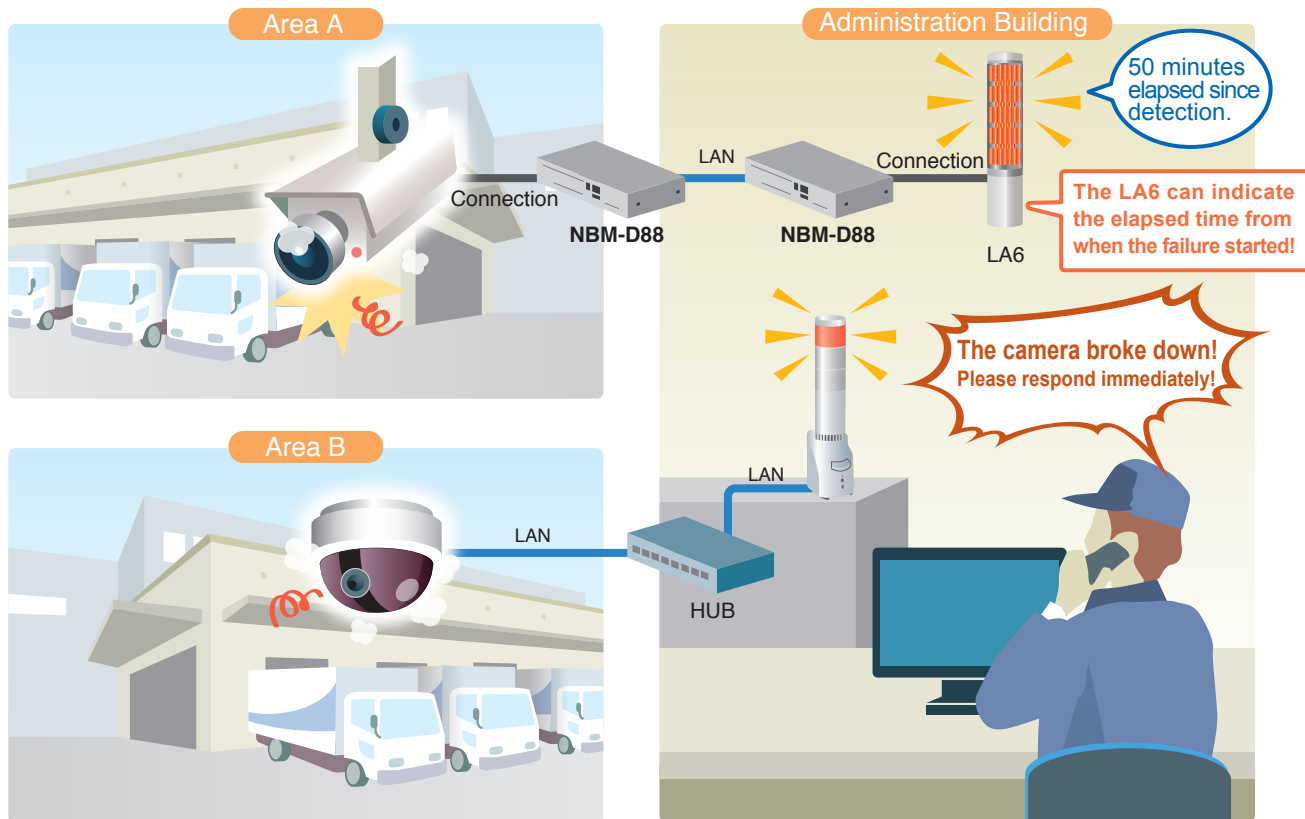 Area A
Administration Building
50 minutes
elapsed since
detection.
LAN
Connection
Connection
NBM-D88
NBM-D88
LA6
The LA6 can indicate
the elapsed time from
when the failure started!
The camera broke down!
Please respond immediately!
Area B
LAN
LAN
HUB